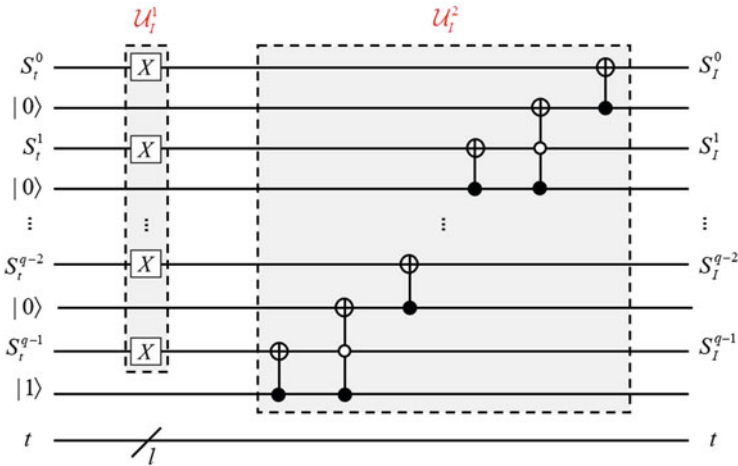 𝒰_I^1 𝒰_I^2
S_t^0 X S_I^0
|0⟩
S_t^1 X S_I^1
|0⟩
⋮ ⋮ ⋮ ⋮
S_t^{q-2} X S_I^{q-2}
|0⟩
S_t^{q-1} X S_I^{q-1}
|1⟩
t l t